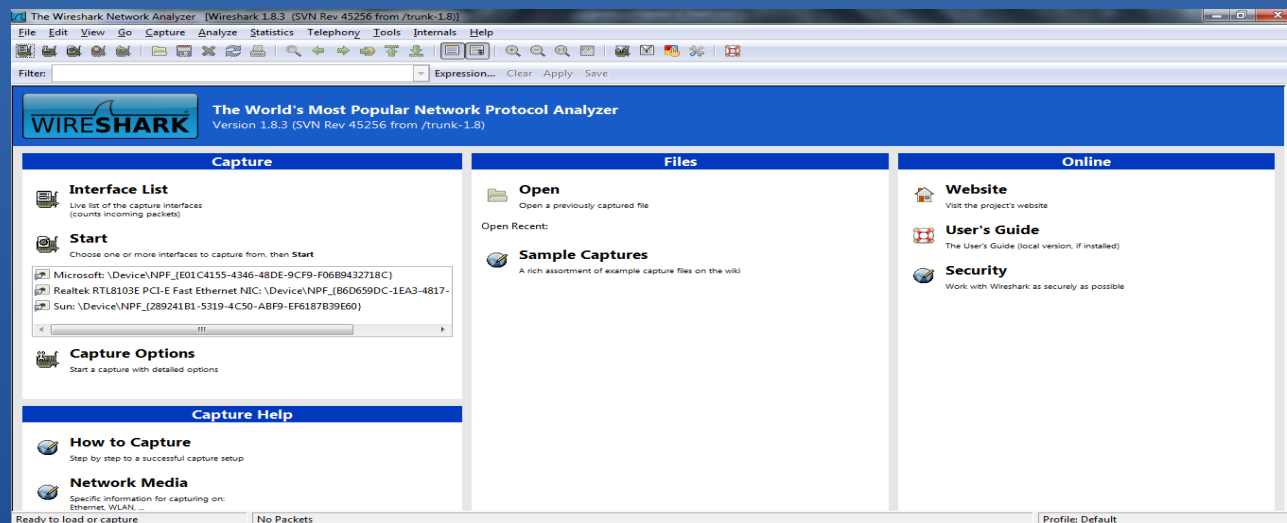 The Wireshark Network Analyzer [Wireshark 1.8.3 (SVN Rev 45256 from /trunk-1.8)]
File Edit View Go Capture Analyze Statistics Telephony Tools Internals Help
Filter: Expression... Clear Apply Save
WIRESHARK
The World's Most Popular Network Protocol Analyzer
Version 1.8.3 (SVN Rev 45256 from /trunk-1.8)
Capture
Interface List
Live list of the capture interfaces
(counts incoming packets)
Start
Choose one or more interfaces to capture from, then Start
Microsoft: \Device\NPF_{E01C4155-4346-48DE-9CF9-F06B9432718C}
Realtek RTL8103E PCI-E Fast Ethernet NIC: \Device\NPF_{B6D659DC-1EA3-4817-
Sun: \Device\NPF_{289241B1-5319-4C50-ABF9-EF6187B39E60}
Capture Options
Start a capture with detailed options
Capture Help
How to Capture
Step by step to a successful capture setup
Network Media
Specific information for capturing on:
Ethernet, WLAN, ...
Files
Open
Open a previously captured file
Open Recent:
Sample Captures
A rich assortment of example capture files on the wiki
Online
Website
Visit the project's website
User's Guide
The User's Guide (local version, if installed)
Security
Work with Wireshark as securely as possible
Ready to load or capture No Packets Profile: Default